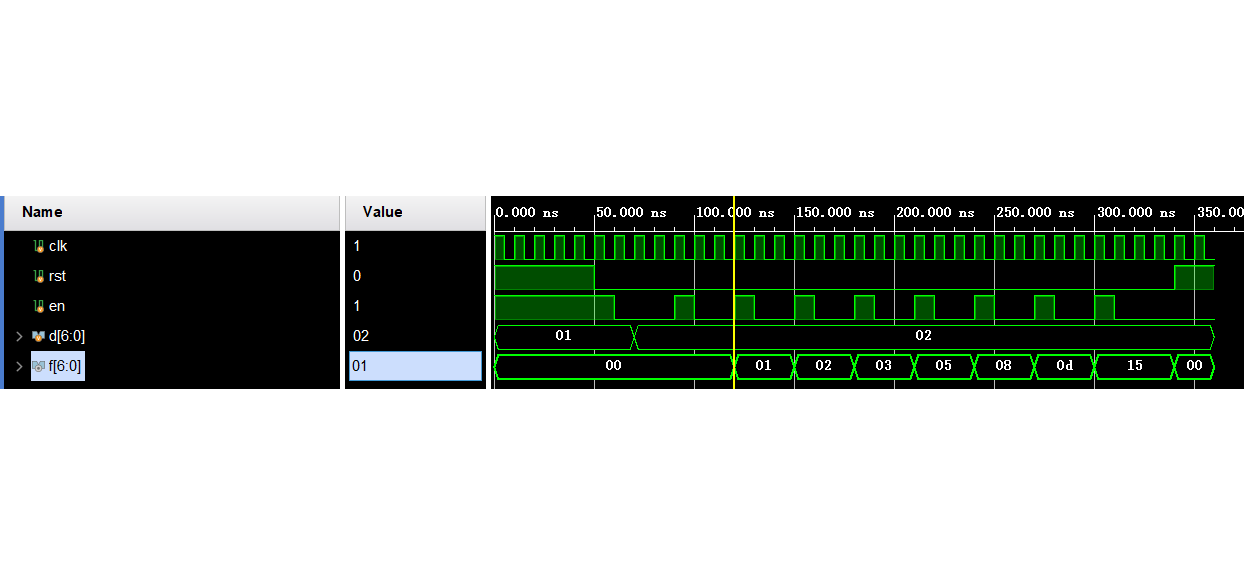 Name Value 0.000 ns 50.000 ns 100.000 ns 150.000 ns 200.000 ns 250.000 ns 300.000 ns 350.00
clk 1
rst 0
en 1
d[6:0] 02 01 02
f[6:0] 01 00 01 02 03 05 08 0d 15 00